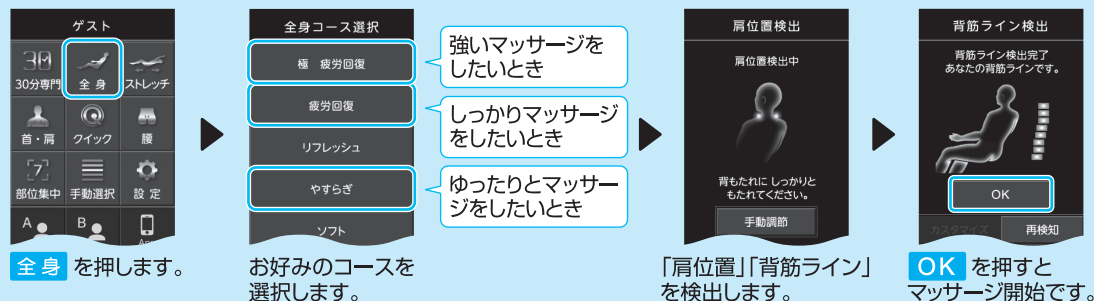 ゲスト
30
30分専門
全身
ストレッチ
首・肩
クイック
腰
7
部位集中
手動選択
設定
A
B
全身 を押します。
全身コース選択
極 疲労回復
疲労回復
リフレッシュ
やすらぎ
ソフト
強いマッサージを
したいとき
しっかりマッサージ
をしたいとき
ゆったりとマッサー
ジをしたいとき
お好みのコースを
選択します。
肩位置検出
肩位置検出中
背もたれに しっかりと
もたれてください。
手動調節
「肩位置」「背筋ライン」
を検出します。
背筋ライン検出
背筋ライン検出完了
あなたの背筋ラインです。
OK
カスタマイズ
再検知
OK を押すと
マッサージ開始です。